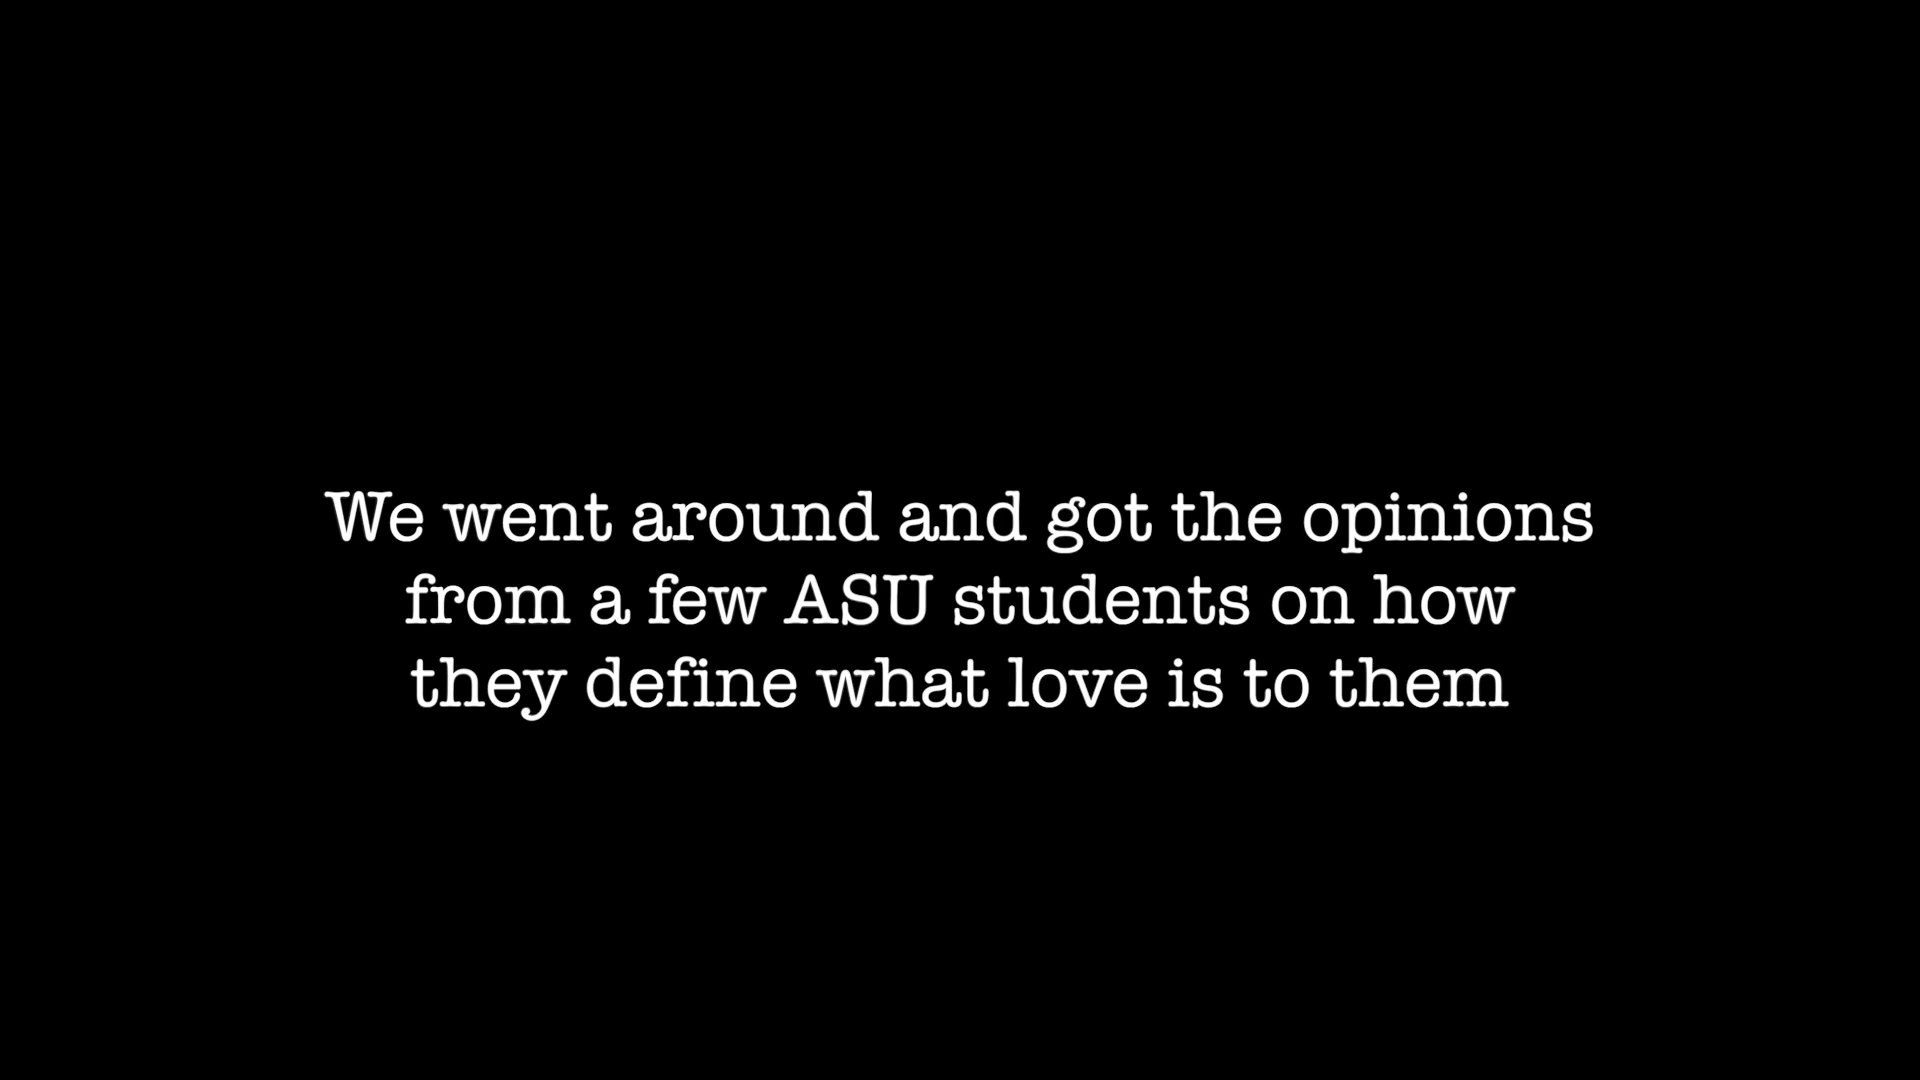 We went around and got the opinions
from a few ASU students on how
they define what love is to them